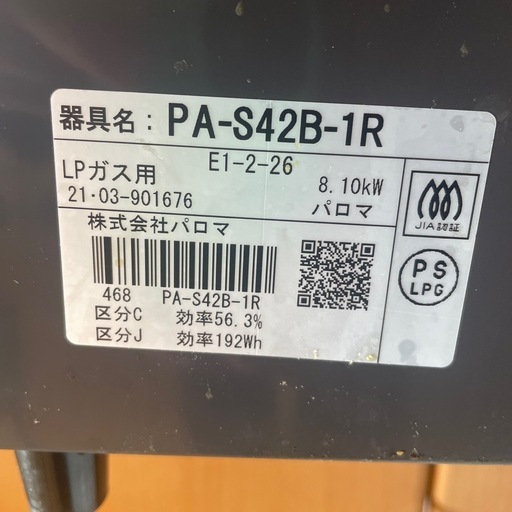 器具名：PA-S42B-1R
E1-2-26
LPガス用
8.10kW
21・03-901676
パロマ
株式会社パロマ
JIA認証
468 PA-S42B-1R
PS
LPG
区分C 効率56.3%
区分J 効率192Wh